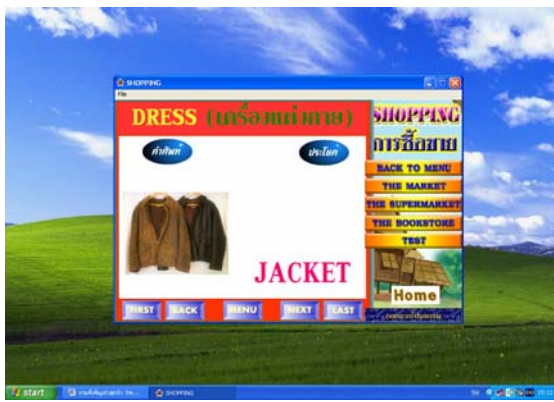 SHOPPING
File
DRESS (เครื่องแต่งกาย)
คำศัพท์
ประโยค
JACKET
FIRST
BACK
MENU
NEXT
LAST
SHOPPING
การซื้อขาย
BACK TO MENU
THE MARKET
THE SUPERMARKET
THE BOOKSTORE
TEST
Home
start
SHOPPING